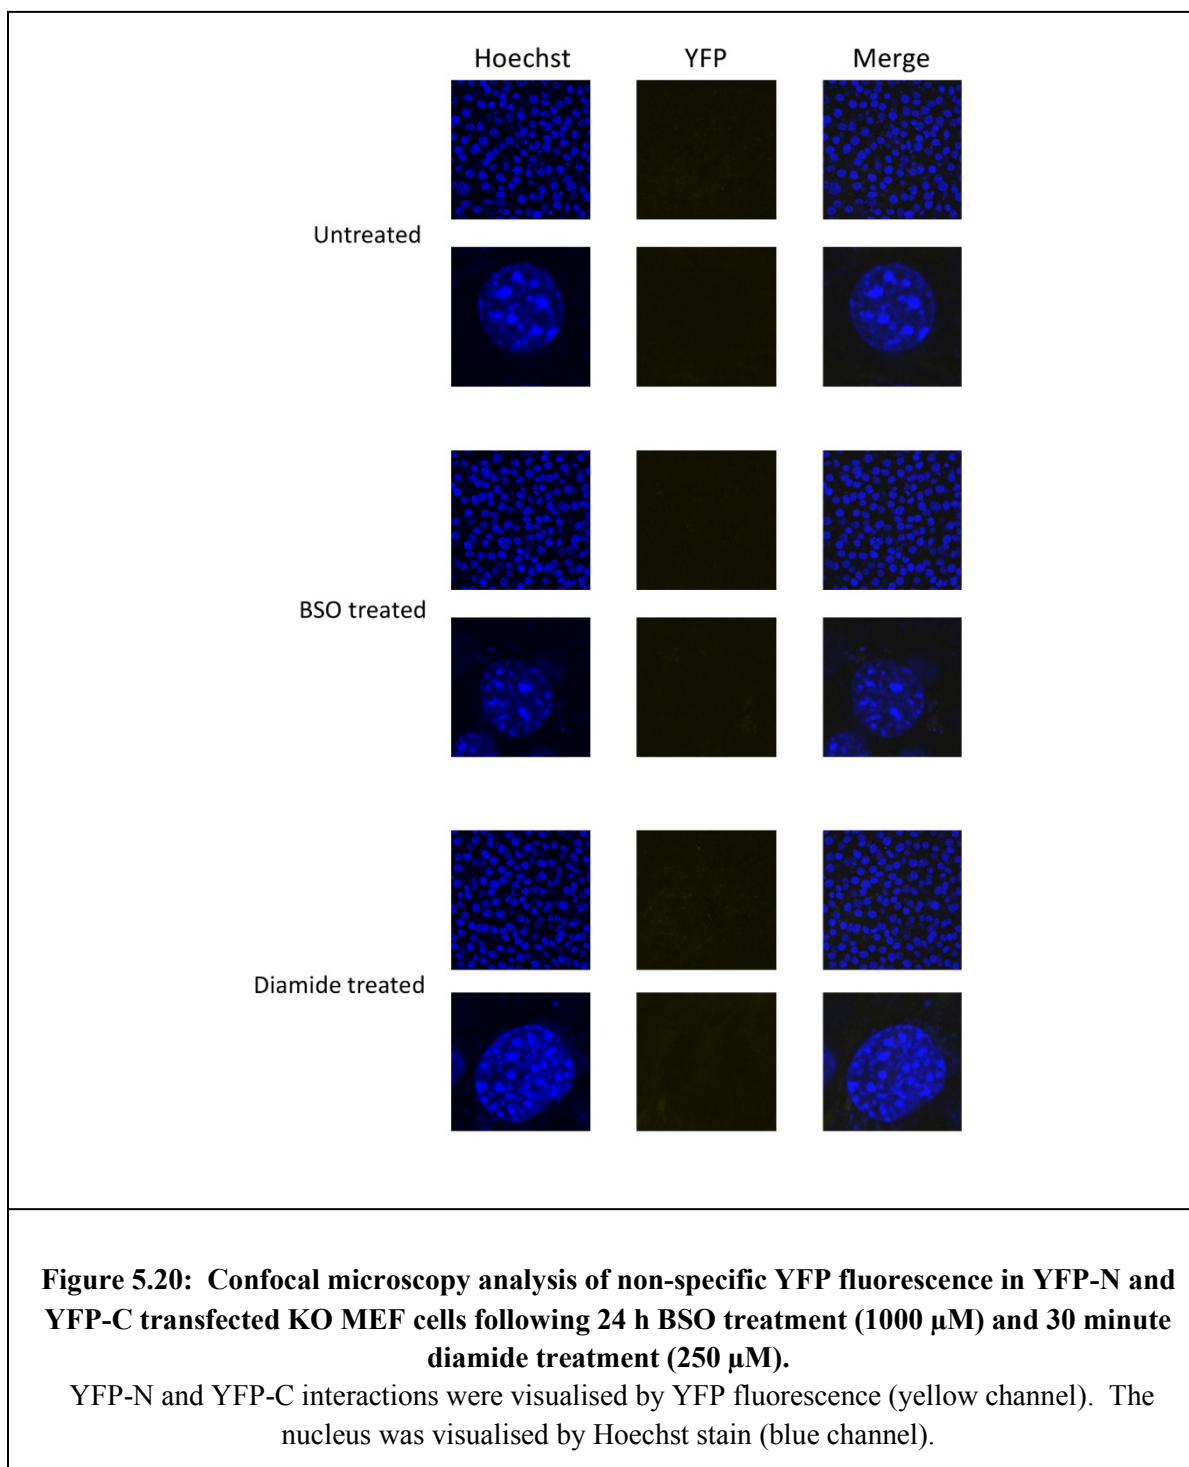 Hoechst YFP Merge
Untreated
BSO treated
Diamide treated
Figure 5.20:  Confocal microscopy analysis of non-specific YFP fluorescence in YFP-N and
YFP-C transfected KO MEF cells following 24 h BSO treatment (1000 µM) and 30 minute
diamide treatment (250 µM).
YFP-N and YFP-C interactions were visualised by YFP fluorescence (yellow channel).  The
nucleus was visualised by Hoechst stain (blue channel).